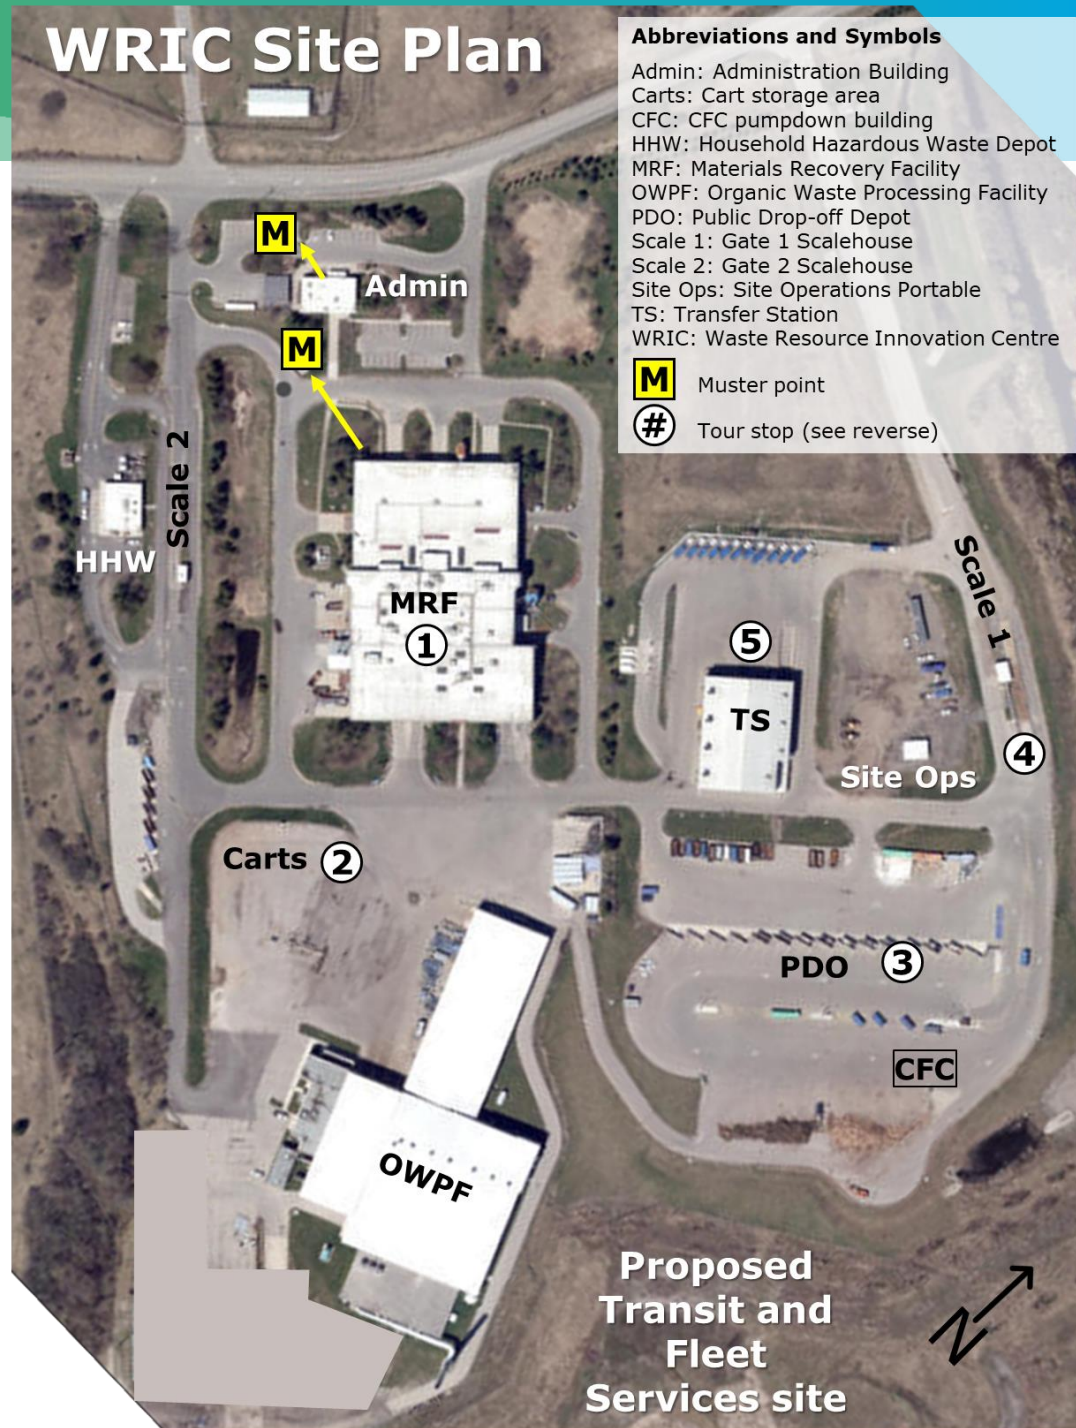 WRIC Site Plan
Abbreviations and Symbols
Admin: Administration Building
Carts: Cart storage area
CFC: CFC pumpdown building
HHW: Household Hazardous Waste Depot
MRF: Materials Recovery Facility
OWPF: Organic Waste Processing Facility
PDO: Public Drop-off Depot
Scale 1: Gate 1 Scalehouse
Scale 2: Gate 2 Scalehouse
Site Ops: Site Operations Portable
TS: Transfer Station
WRIC: Waste Resource Innovation Centre
M Muster point
# Tour stop (see reverse)
M
Admin
M
Scale 2
HHW
Scale 1
MRF
1
5
TS
4
Site Ops
Carts 2
PDO 3
CFC
OWPF
Proposed
Transit and
Fleet
Services site
N